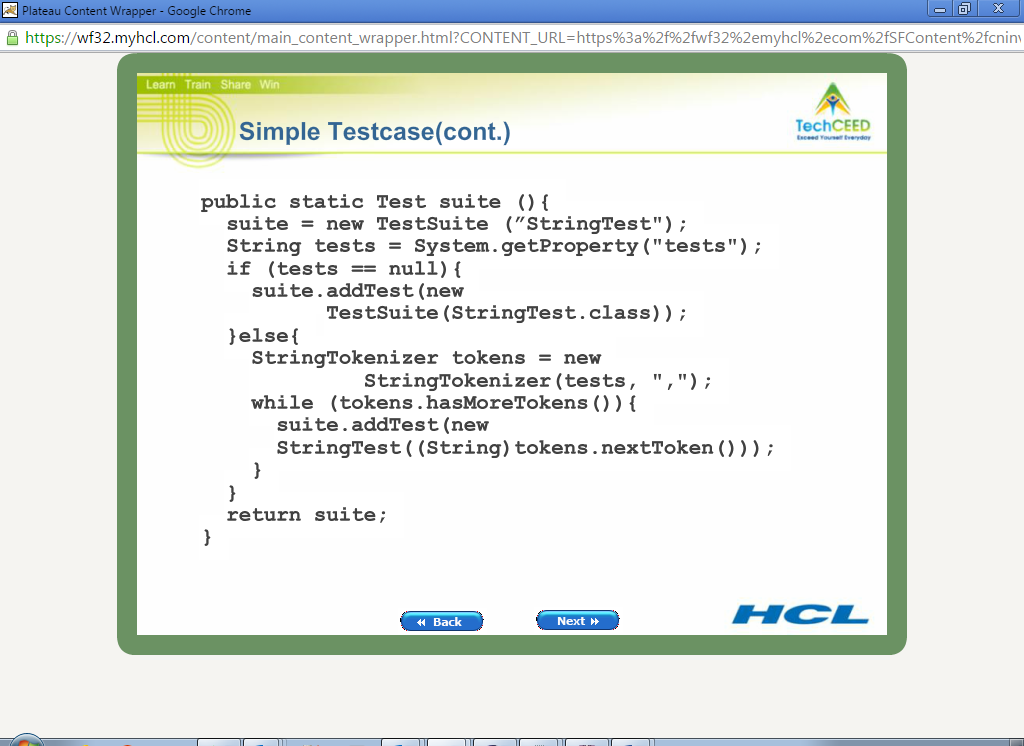 Plateau Content Wrapper - Google Chrome
https://wf32.myhcl.com/content/main_content_wrapper.html?CONTENT_URL=https%3a%2f%2fwf32%2emyhcl%2ecom%2fSFContent%2fcninv
Learn Train Share Win
TechCEED
Exceed Yourself Everyday
Simple Testcase(cont.)
public static Test suite (){
suite = new TestSuite (”StringTest");
String tests = System.getProperty("tests");
if (tests == null){
suite.addTest(new
TestSuite(StringTest.class));
}else{
StringTokenizer tokens = new
StringTokenizer(tests, ",");
while (tokens.hasMoreTokens()){
suite.addTest(new
StringTest((String)tokens.nextToken()));
}
}
return suite;
}
Back
Next
HCL